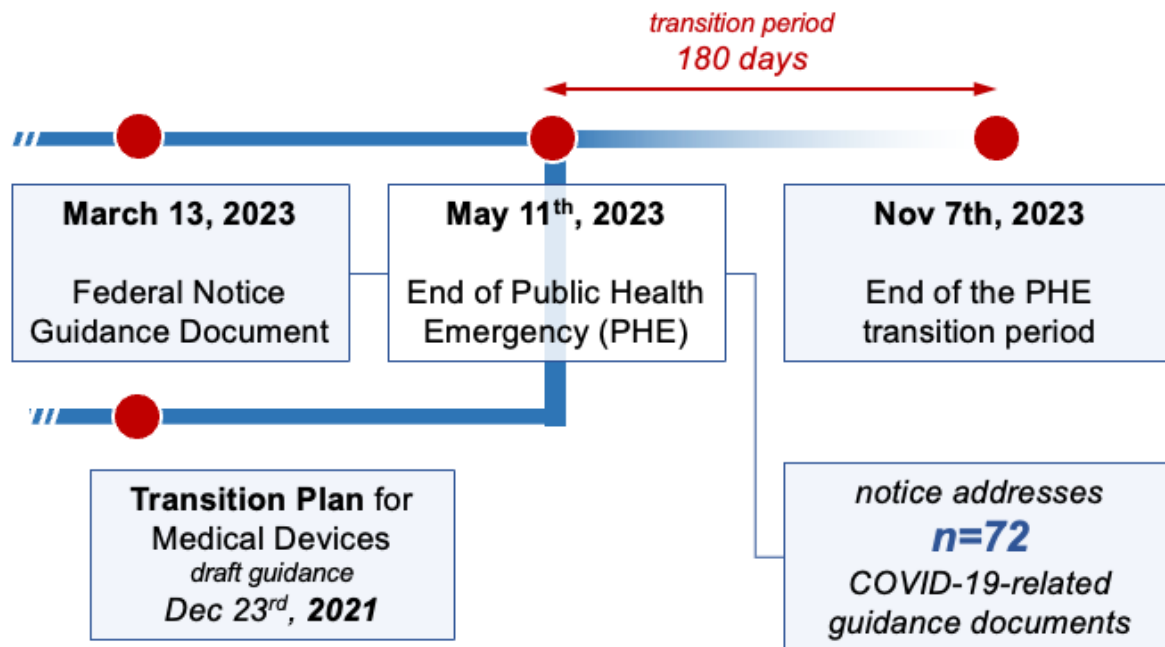 transition period
180 days
March 13, 2023
Federal Notice
Guidance Document
May 11th, 2023
End of Public Health
Emergency (PHE)
Nov 7th, 2023
End of the PHE
transition period
Transition Plan for
Medical Devices
draft guidance
Dec 23rd, 2021
notice addresses
n=72
COVID-19-related
guidance documents